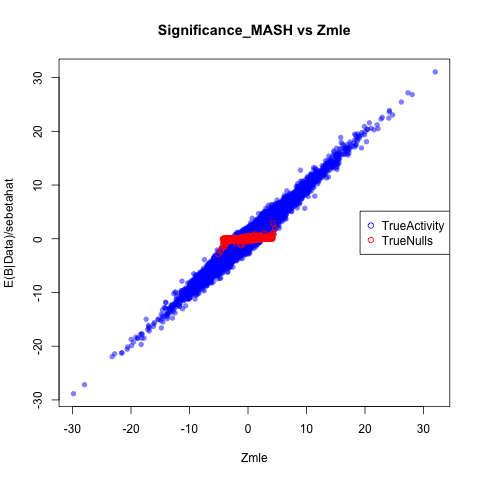 Significance_MASH vs Zmle
E(B|Data)/sebetahat
30
20
10
0
-10
-20
-30
TrueActivity
TrueNulls
-30 -20 -10 0 10 20 30
Zmle